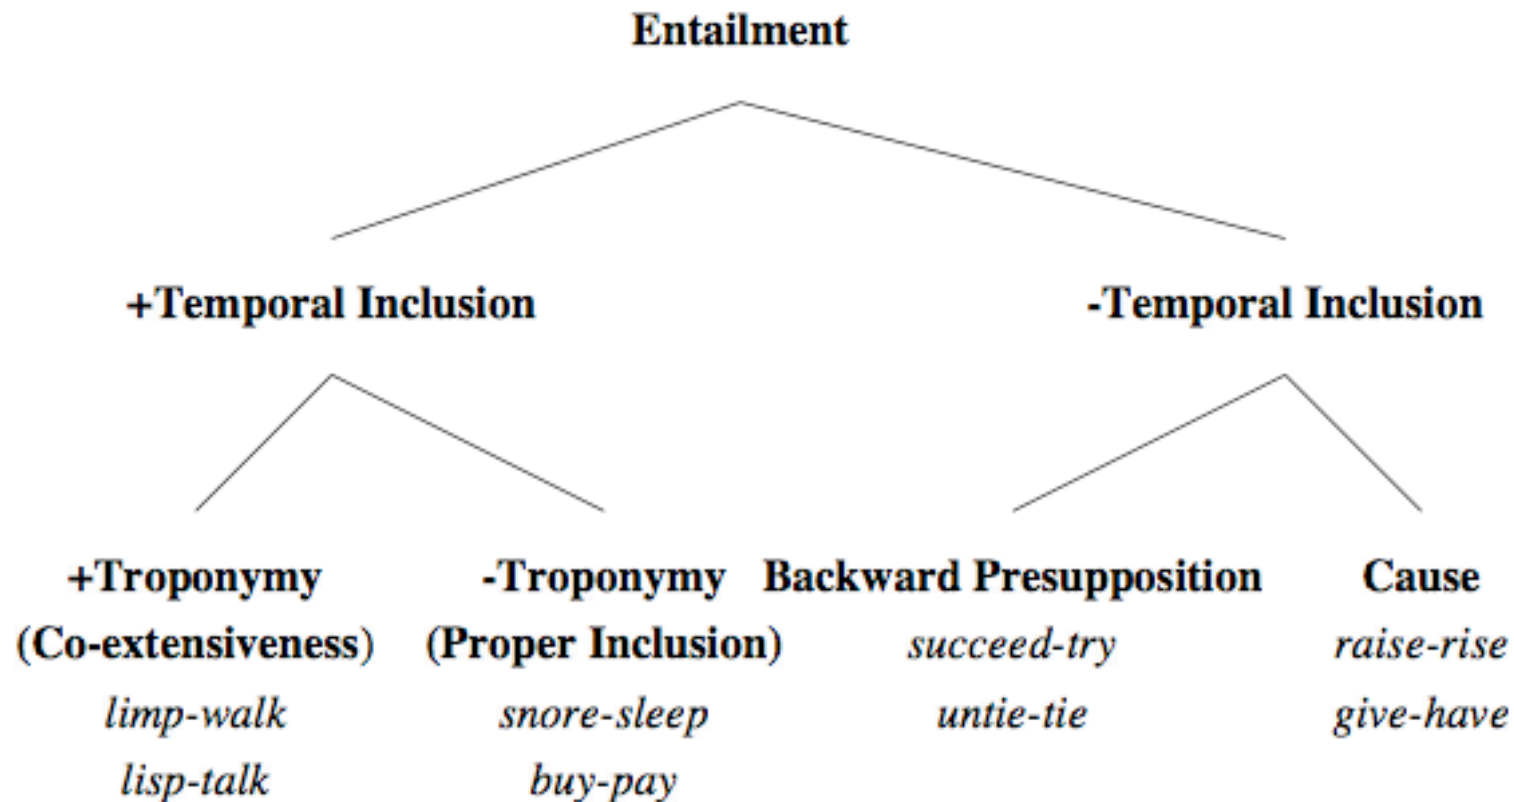 Entailment
+Temporal Inclusion
-Temporal Inclusion
+Troponymy
(Co-extensiveness)
limp-walk
lisp-talk
-Troponymy
(Proper Inclusion)
snore-sleep
buy-pay
Backward Presupposition
succeed-try
untie-tie
Cause
raise-rise
give-have